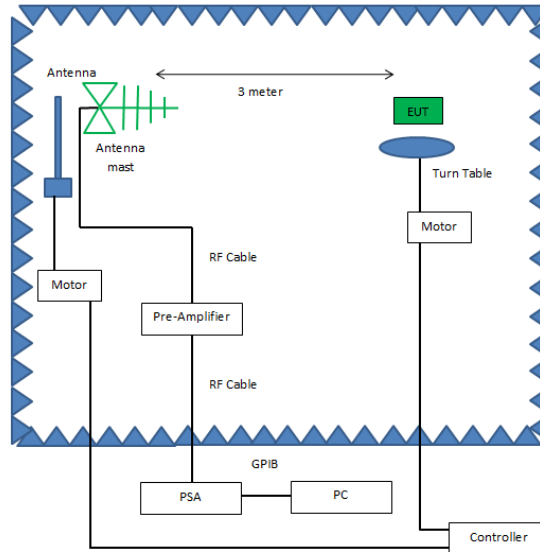 Antenna
3 meter
EUT
Antenna
mast
Turn Table
Motor
RF Cable
Motor
Pre-Amplifier
RF Cable
GPIB
PSA
PC
Controller